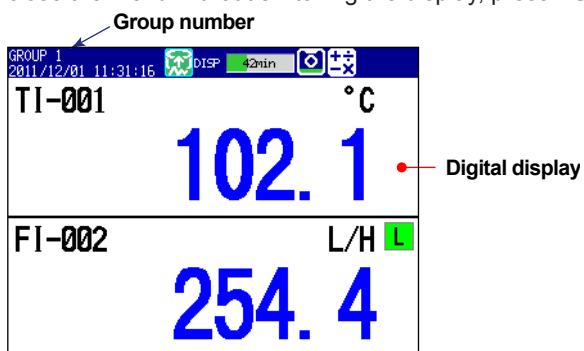 Group number
GROUP 1
2011/12/01 11:31:16 DISP 42min
TI-001 °C
102.1
Digital display
FI-002 L/H L
254.4